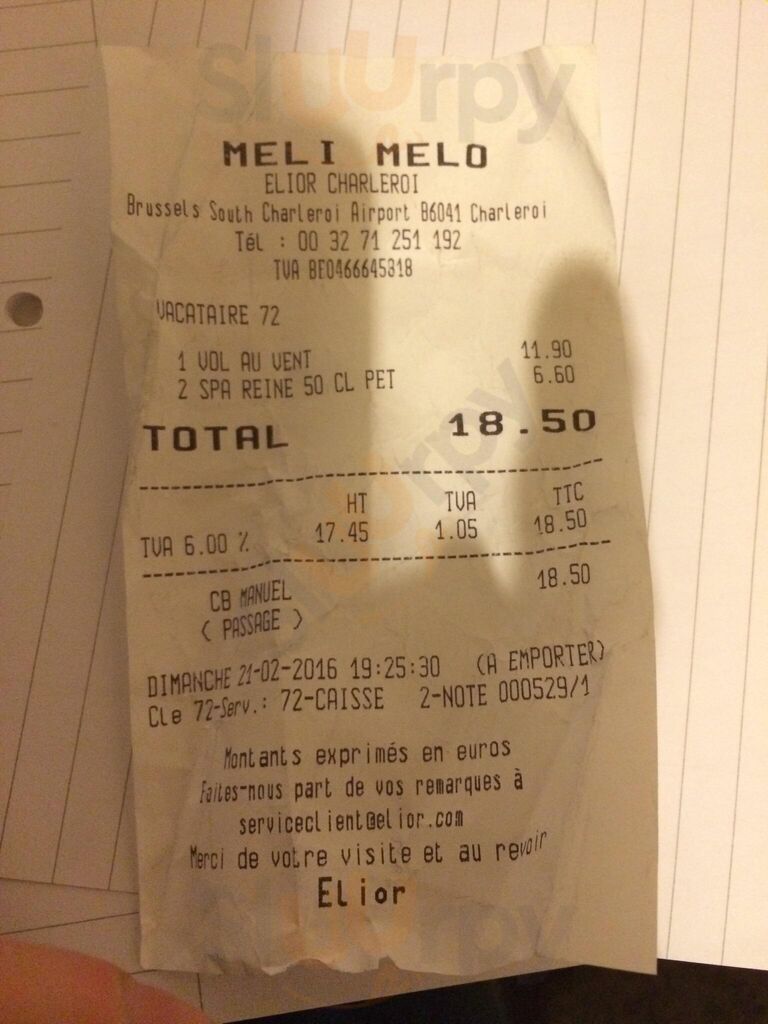 Sluurpy
MELI MELO
ELIOR CHARLEROI
Brussels South Charleroi Airport B6041 Charleroi
Tél : 00 32 71 251 192
TVA BE0466645318
VACATAIRE 72
1 VOL AU VENT 11.90
2 SPA REINE 50 CL PET 6.60
TOTAL 18.50
HT TVA TTC
TVA 6.00 % 17.45 1.05 18.50
CB MANUEL 18.50
( PASSAGE )
DIMANCHE 21-02-2016 19:25:30 (A EMPORTER)
Cle 72-Serv.: 72-CAISSE 2-NOTE 000529/1
Montants exprimés en euros
Faites-nous part de vos remarques à
serviceclient@elior.com
Merci de votre visite et au revoir
Elior